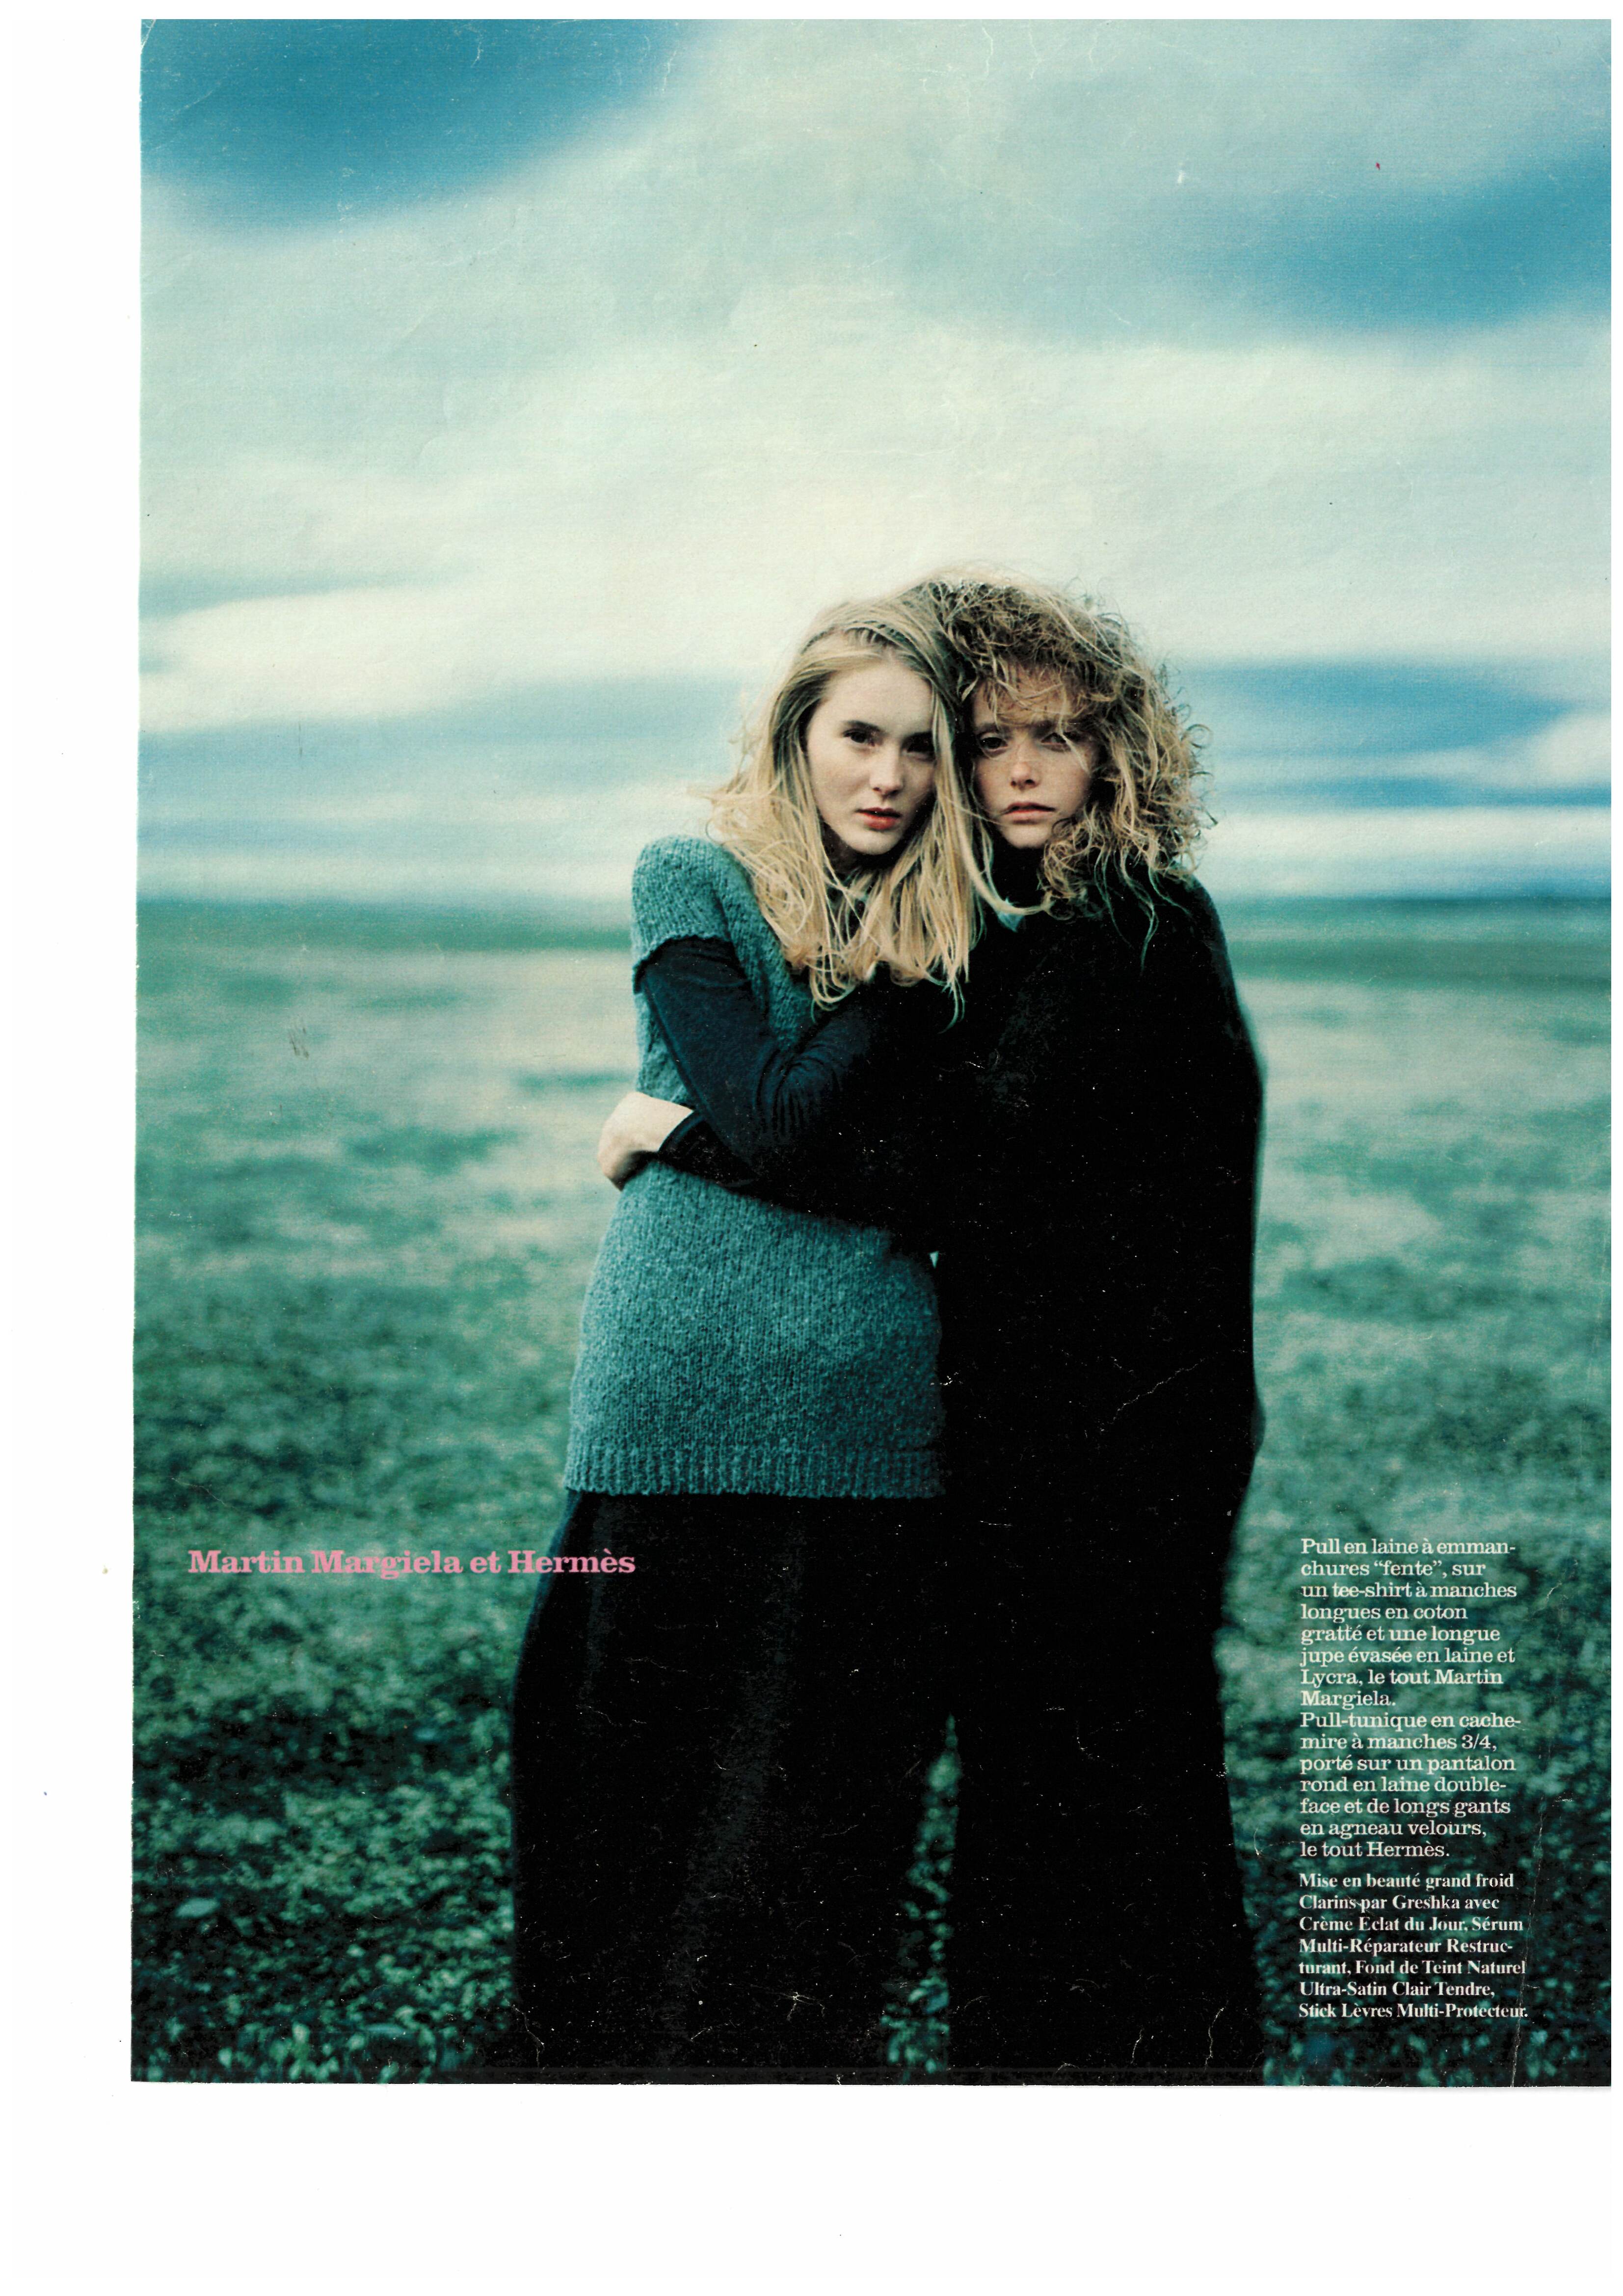 Martin Margiela et Hermès
Pull en laine à emman-
chures “fente”, sur
un tee-shirt à manches
longues en coton
gratté et une longue
jupe évasée en laine et
Lycra, le tout Martin
Margiela.
Pull-tunique en cache-
mire à manches 3/4,
porté sur un pantalon
rond en laine double-
face et de longs gants
en agneau velours,
le tout Hermès.
Mise en beauté grand froid
Clarins par Greshka avec
Crème Eclat du Jour, Sérum
Multi-Réparateur Restruc-
turant, Fond de Teint Naturel
Ultra-Satin Clair Tendre,
Stick Lèvres Multi-Protecteur.